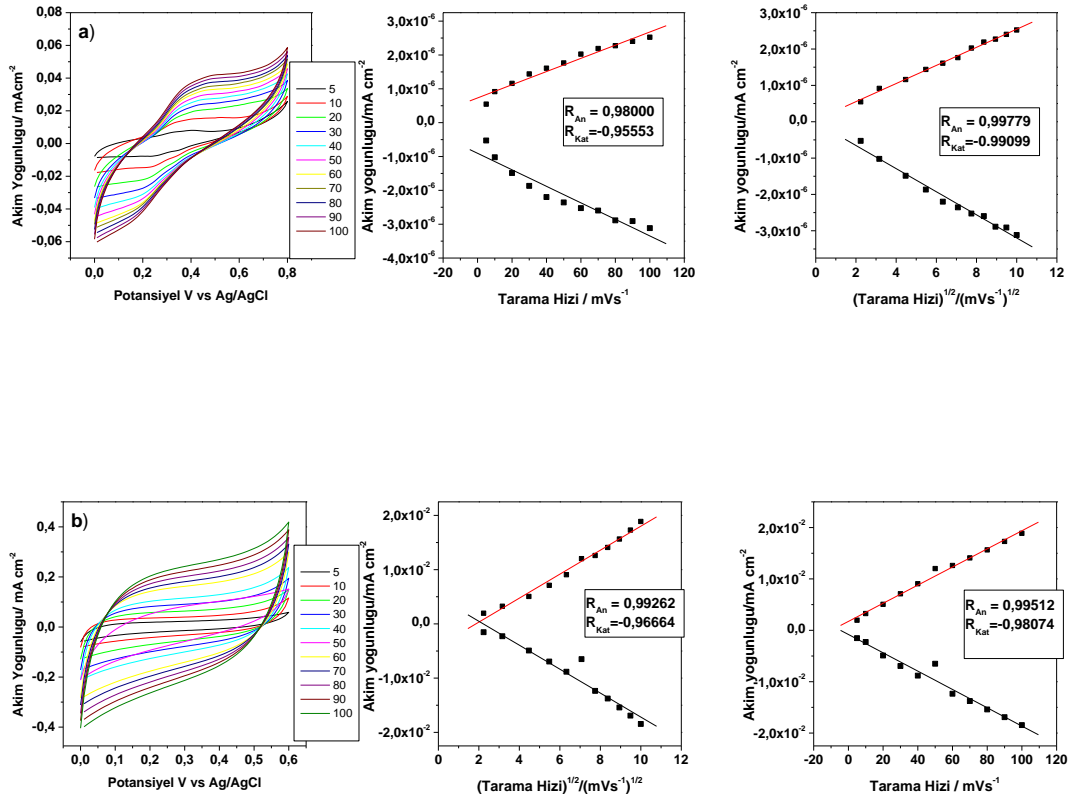 a)
Akim Yogunlugu/ mAcm-2
0,08
0,06
0,04
0,02
0,00
-0,02
-0,04
-0,06
0,0 0,2 0,4 0,6 0,8
Potansiyel V vs Ag/AgCl
5
10
20
30
40
50
60
70
80
90
100
Akim yogunlugu/mA cm-2
3,0x10-6
2,0x10-6
1,0x10-6
0,0
-1,0x10-6
-2,0x10-6
-3,0x10-6
-4,0x10-6
RAn = 0,98000
RKat=-0,95553
0 20 40 60 80 100 120
Tarama Hizi / mVs-1
Akim yogunlugu/mA cm-2
3,0x10-6
2,0x10-6
1,0x10-6
0,0
-1,0x10-6
-2,0x10-6
-3,0x10-6
RAn = 0,99779
RKat=-0.99099
0 2 4 6 8 10 12
(Tarama Hizi)1/2/(mVs-1)1/2
b)
Akim Yogunlugu/ mA cm-2
0,4
0,2
0,0
-0,2
-0,4
0,0 0,1 0,2 0,3 0,4 0,5 0,6
Potansiyel V vs Ag/AgCl
5
10
20
30
40
50
60
70
80
90
100
Akim yogunlugu/mA cm-2
2,0x10-2
1,0x10-2
0,0
-1,0x10-2
-2,0x10-2
RAn = 0,99262
RKat=-0,96664
0 2 4 6 8 10 12
(Tarama Hizi)1/2/(mVs-1)1/2
Akim yogunlugu/mA cm-2
2,0x10-2
1,0x10-2
0,0
-1,0x10-2
-2,0x10-2
RAn = 0,99512
RKat=-0,98074
0 20 40 60 80 100 120
Tarama Hizi / mVs-1